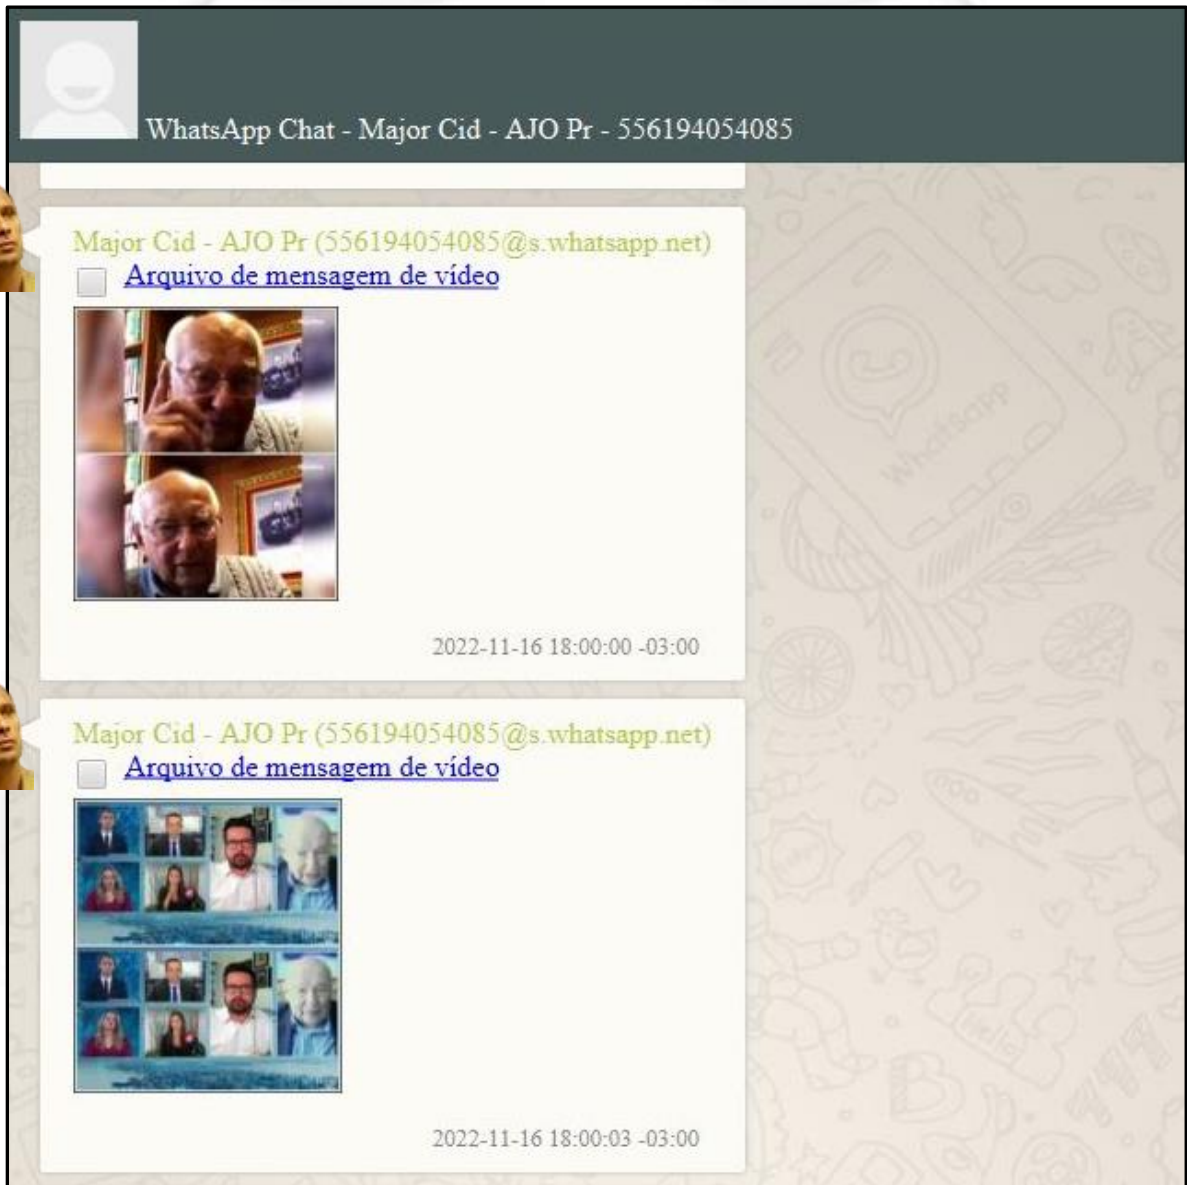 WhatsApp Chat - Major Cid - AJO Pr - 556194054085
Major Cid - AJO Pr (556194054085@s.whatsapp.net)
Arquivo de mensagem de vídeo
2022-11-16 18:00:00 -03:00
Major Cid - AJO Pr (556194054085@s.whatsapp.net)
Arquivo de mensagem de vídeo
2022-11-16 18:00:03 -03:00
WhatsApp
Hello